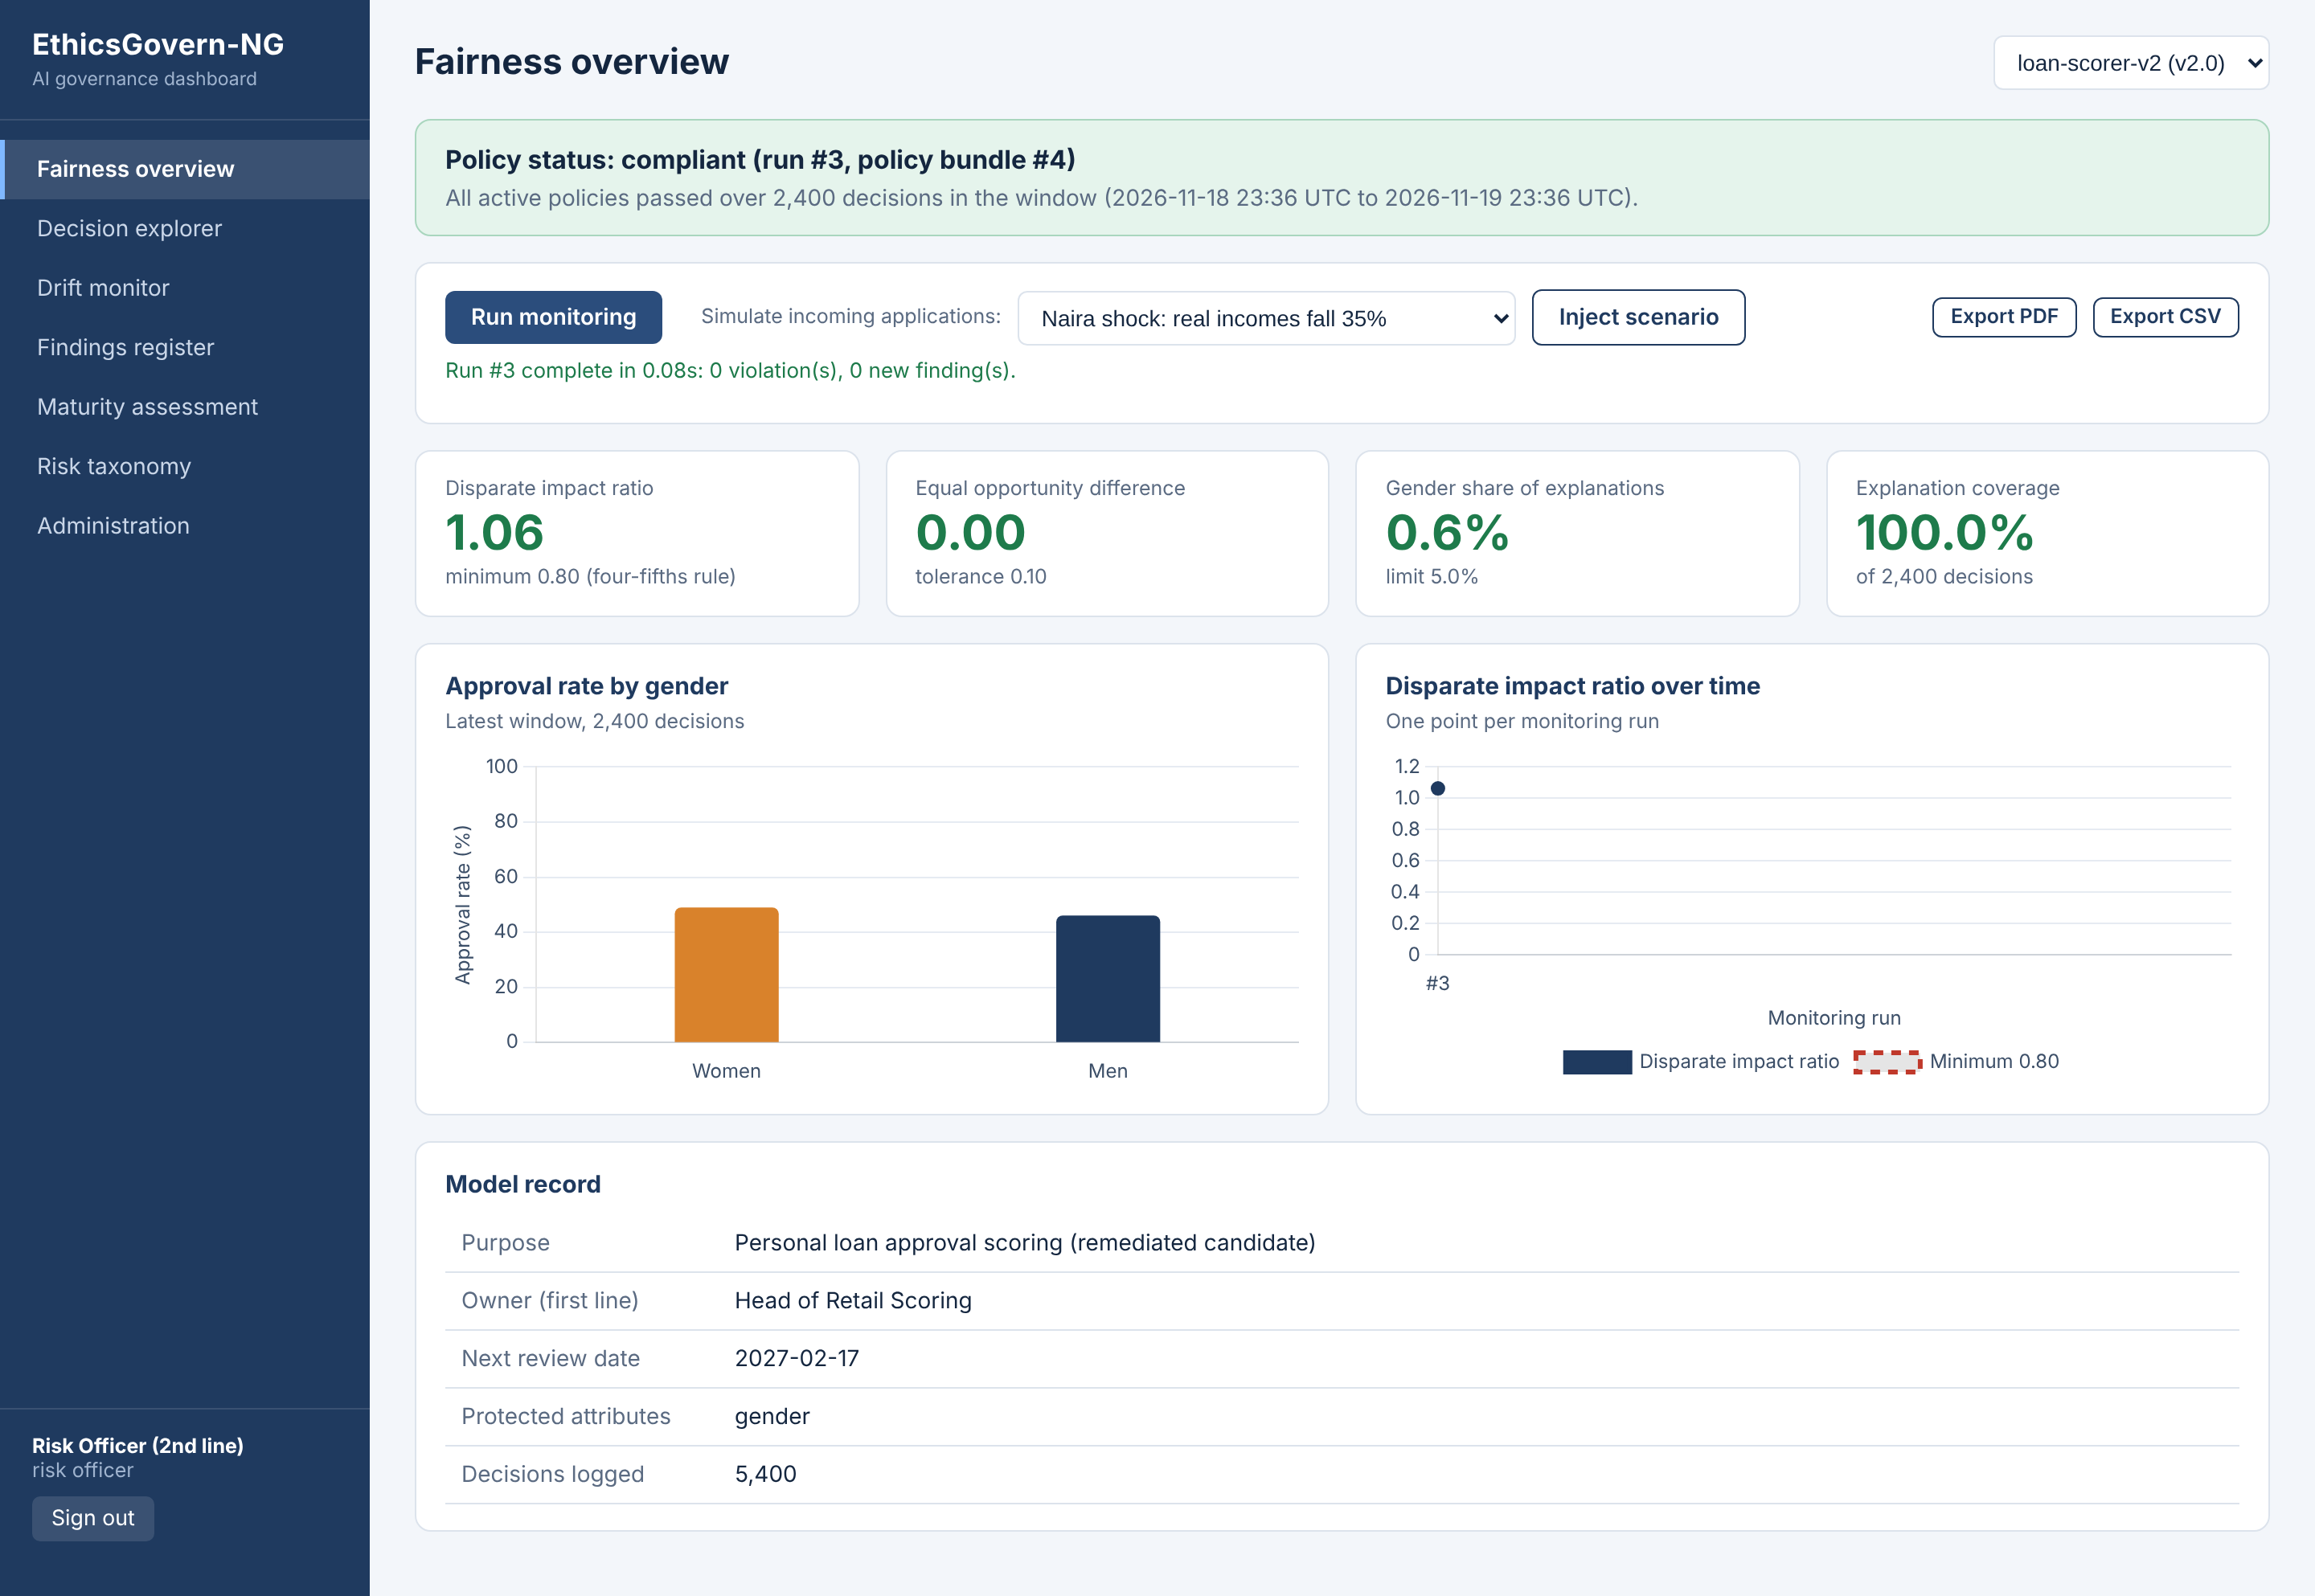 EthicsGovern-NG
AI governance dashboard
Fairness overview
Decision explorer
Drift monitor
Findings register
Maturity assessment
Risk taxonomy
Administration
Risk Officer (2nd line)
risk officer
Sign out
Fairness overview
loan-scorer-v2 (v2.0)
Policy status: compliant (run #3, policy bundle #4)
All active policies passed over 2,400 decisions in the window (2026-11-18 23:36 UTC to 2026-11-19 23:36 UTC).
Run monitoring
Simulate incoming applications:
Naira shock: real incomes fall 35%
Inject scenario
Export PDF
Export CSV
Run #3 complete in 0.08s: 0 violation(s), 0 new finding(s).
Disparate impact ratio
1.06
minimum 0.80 (four-fifths rule)
Equal opportunity difference
0.00
tolerance 0.10
Gender share of explanations
0.6%
limit 5.0%
Explanation coverage
100.0%
of 2,400 decisions
Approval rate by gender
Latest window, 2,400 decisions
Approval rate (%)
100
80
60
40
20
0
Women
Men
Disparate impact ratio over time
One point per monitoring run
1.2
1.0
0.8
0.6
0.4
0.2
0
#3
Monitoring run
Disparate impact ratio
Minimum 0.80
Model record
Purpose Personal loan approval scoring (remediated candidate)
Owner (first line) Head of Retail Scoring
Next review date 2027-02-17
Protected attributes gender
Decisions logged 5,400